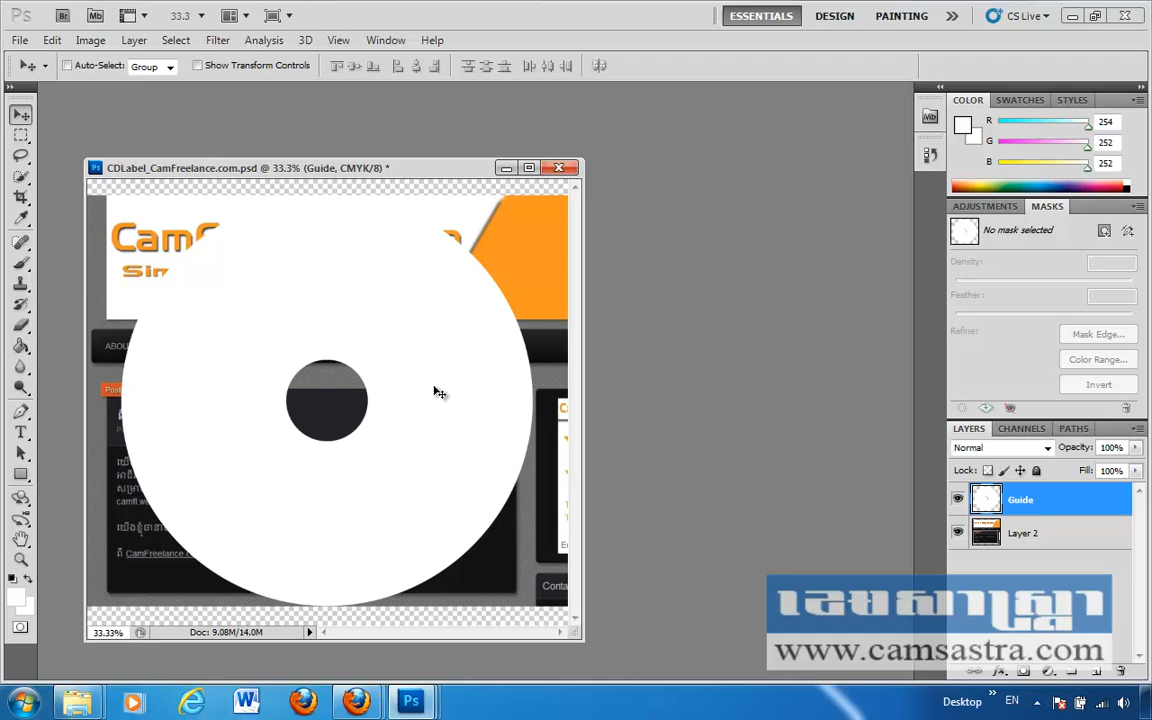 Ps Br Mb 33.3 ESSENTIALS DESIGN PAINTING CS Live
File Edit Image Layer Select Filter Analysis 3D View Window Help
Auto-Select: Group Show Transform Controls
CDLabel_CamFreelance.com.psd @ 33.3% (Guide, CMYK/8) *
ABOU
Post
CamFreelance.c
Conta
33.33% Doc: 9.08M/14.0M
COLOR SWATCHES STYLES
R 254
G 252
B 252
ADJUSTMENTS MASKS
No mask selected
Density:
Feather:
Refine: Mask Edge...
Color Range...
Invert
LAYERS CHANNELS PATHS
Normal Opacity: 100%
Lock: Fill: 100%
Guide
Layer 2
www.camsastra.com
Desktop EN